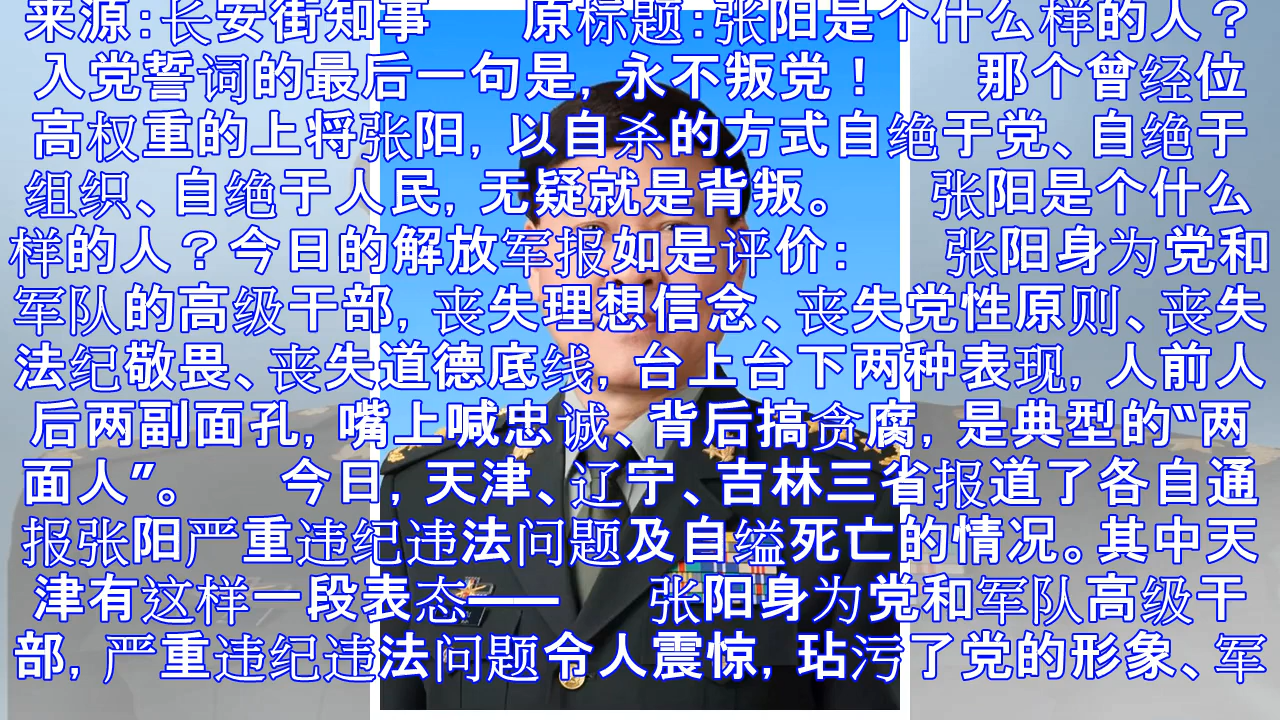 来源:长安街知事 原标题:张阳是个什么样的人?
入党誓词的最后一句是,永不叛党! 那个曾经位
高权重的上将张阳,以自杀的方式自绝于党、自绝于
组织、自绝于人民,无疑就是背叛。 张阳是个什么
样的人?今日的解放军报如是评价: 张阳身为党和
军队的高级干部,丧失理想信念、丧失党性原则、丧失
法纪敬畏、丧失道德底线,台上台下两种表现,人前人
后两副面孔,嘴上喊忠诚、背后搞贪腐,是典型的“两
面人”。 今日,天津、辽宁、吉林三省报道了各自通
报张阳严重违纪违法问题及自缢死亡的情况。其中天
津有这样一段表态—— 张阳身为党和军队高级干
部,严重违纪违法问题令人震惊,玷污了党的形象、军